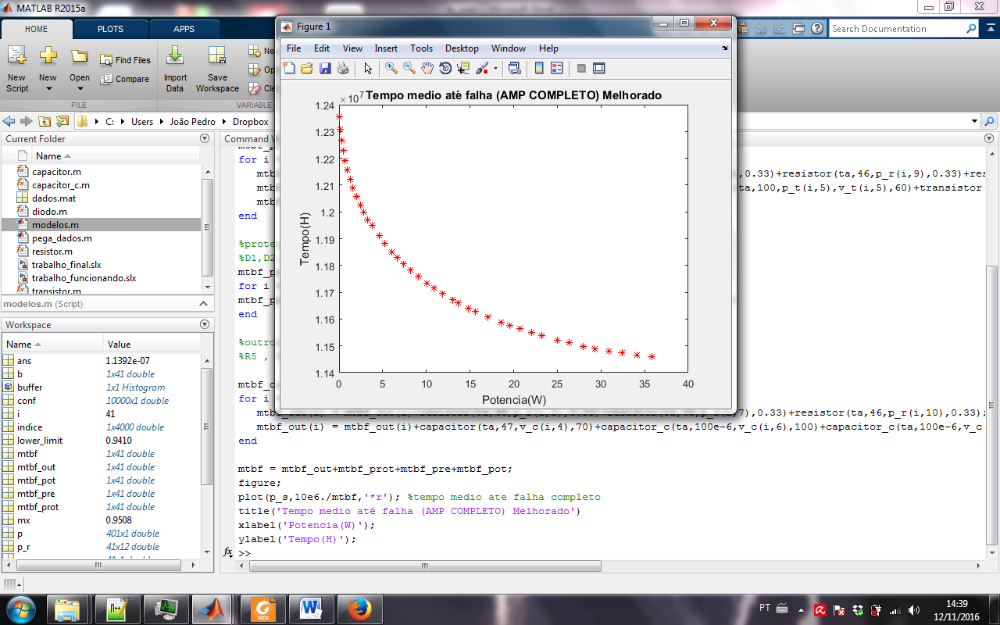 MATLAB R2015a
HOME
PLOTS
APPS
Search Documentation
New Script
New
Open
Find Files
Compare
Import Data
Save Workspace
FILE
VARIABLE
C:
Users
João Pedro
Dropbox
Current Folder
Name
capacitor.m
capacitor_c.m
dados.mat
diodo.m
modelos.m
pega_dados.m
resistor.m
trabalho_final.slx
trabalho_funcionando.slx
transistor.m
modelos.m (Script)
Workspace
Name Value
ans 1.1392e-07
b 1x41 double
buffer 1x1 Histogram
conf 10000x1 double
i 41
indice 1x4000 double
lower_limit 0.9410
mtbf 1x41 double
mtbf_out 1x41 double
mtbf_pot 1x41 double
mtbf_pre 1x41 double
mtbf_prot 1x41 double
mx 0.9508
p 401x1 double
p_r 41x12 double
Figure 1
File Edit View Insert Tools Desktop Window Help
×10^7
Tempo medio até falha (AMP COMPLETO) Melhorado
1.24
1.23
1.22
1.21
1.2
1.19
1.18
1.17
1.16
1.15
1.14
Tempo(H)
0 5 10 15 20 25 30 35 40
Potencia(W)
Command
for i
,0.33)+resistor(ta,46,p_r(i,9),0.33)+res
ta,100,p_t(i,5),v_t(i,5),60)+transistor(
end
%prote
%D1,D2
mtbf_p
for i
mtbf_p
end
%outro
%R5 ,
mtbf_o
for i
,7),0.33)+resistor(ta,46,p_r(i,10),0.33);
mtbf_out(i) = mtbf_out(i)+capacitor(ta,47,v_c(i,4),70)+capacitor_c(ta,100e-6,v_c(i,6),100)+capacitor_c(ta,100e-6,v_c(
end
mtbf = mtbf_out+mtbf_prot+mtbf_pre+mtbf_pot;
figure;
plot(p_s,10e6./mtbf,'*r'); %tempo medio ate falha completo
title('Tempo medio até falha (AMP COMPLETO) Melhorado')
xlabel('Potencia(W)');
ylabel('Tempo(H)');
fx >>
PDF
PT
14:39
12/11/2016